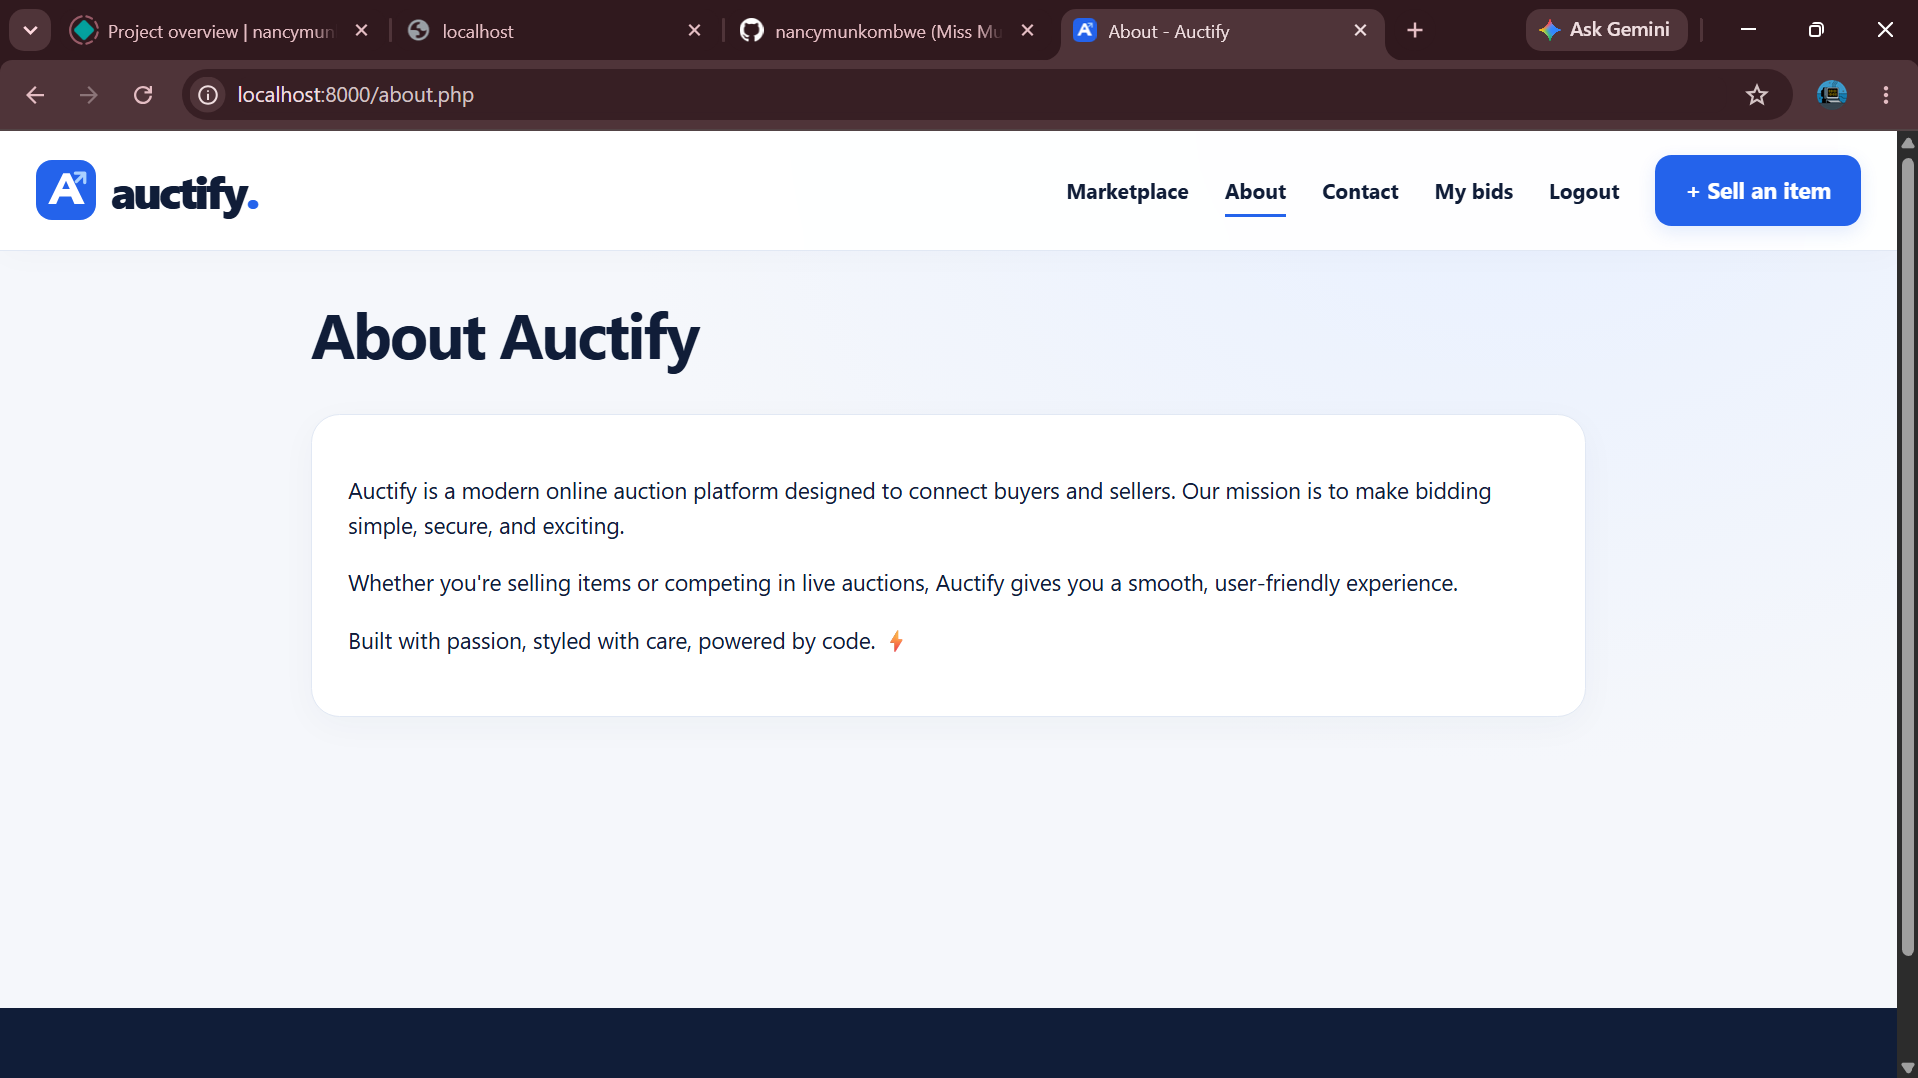 Project overview | nancymun
localhost
nancymunkombwe (Miss Mu
About - Auctify
Ask Gemini
localhost:8000/about.php
A auctify.
Marketplace
About
Contact
My bids
Logout
+ Sell an item
About Auctify
Auctify is a modern online auction platform designed to connect buyers and sellers. Our mission is to make bidding
simple, secure, and exciting.
Whether you're selling items or competing in live auctions, Auctify gives you a smooth, user-friendly experience.
Built with passion, styled with care, powered by code. ⚡